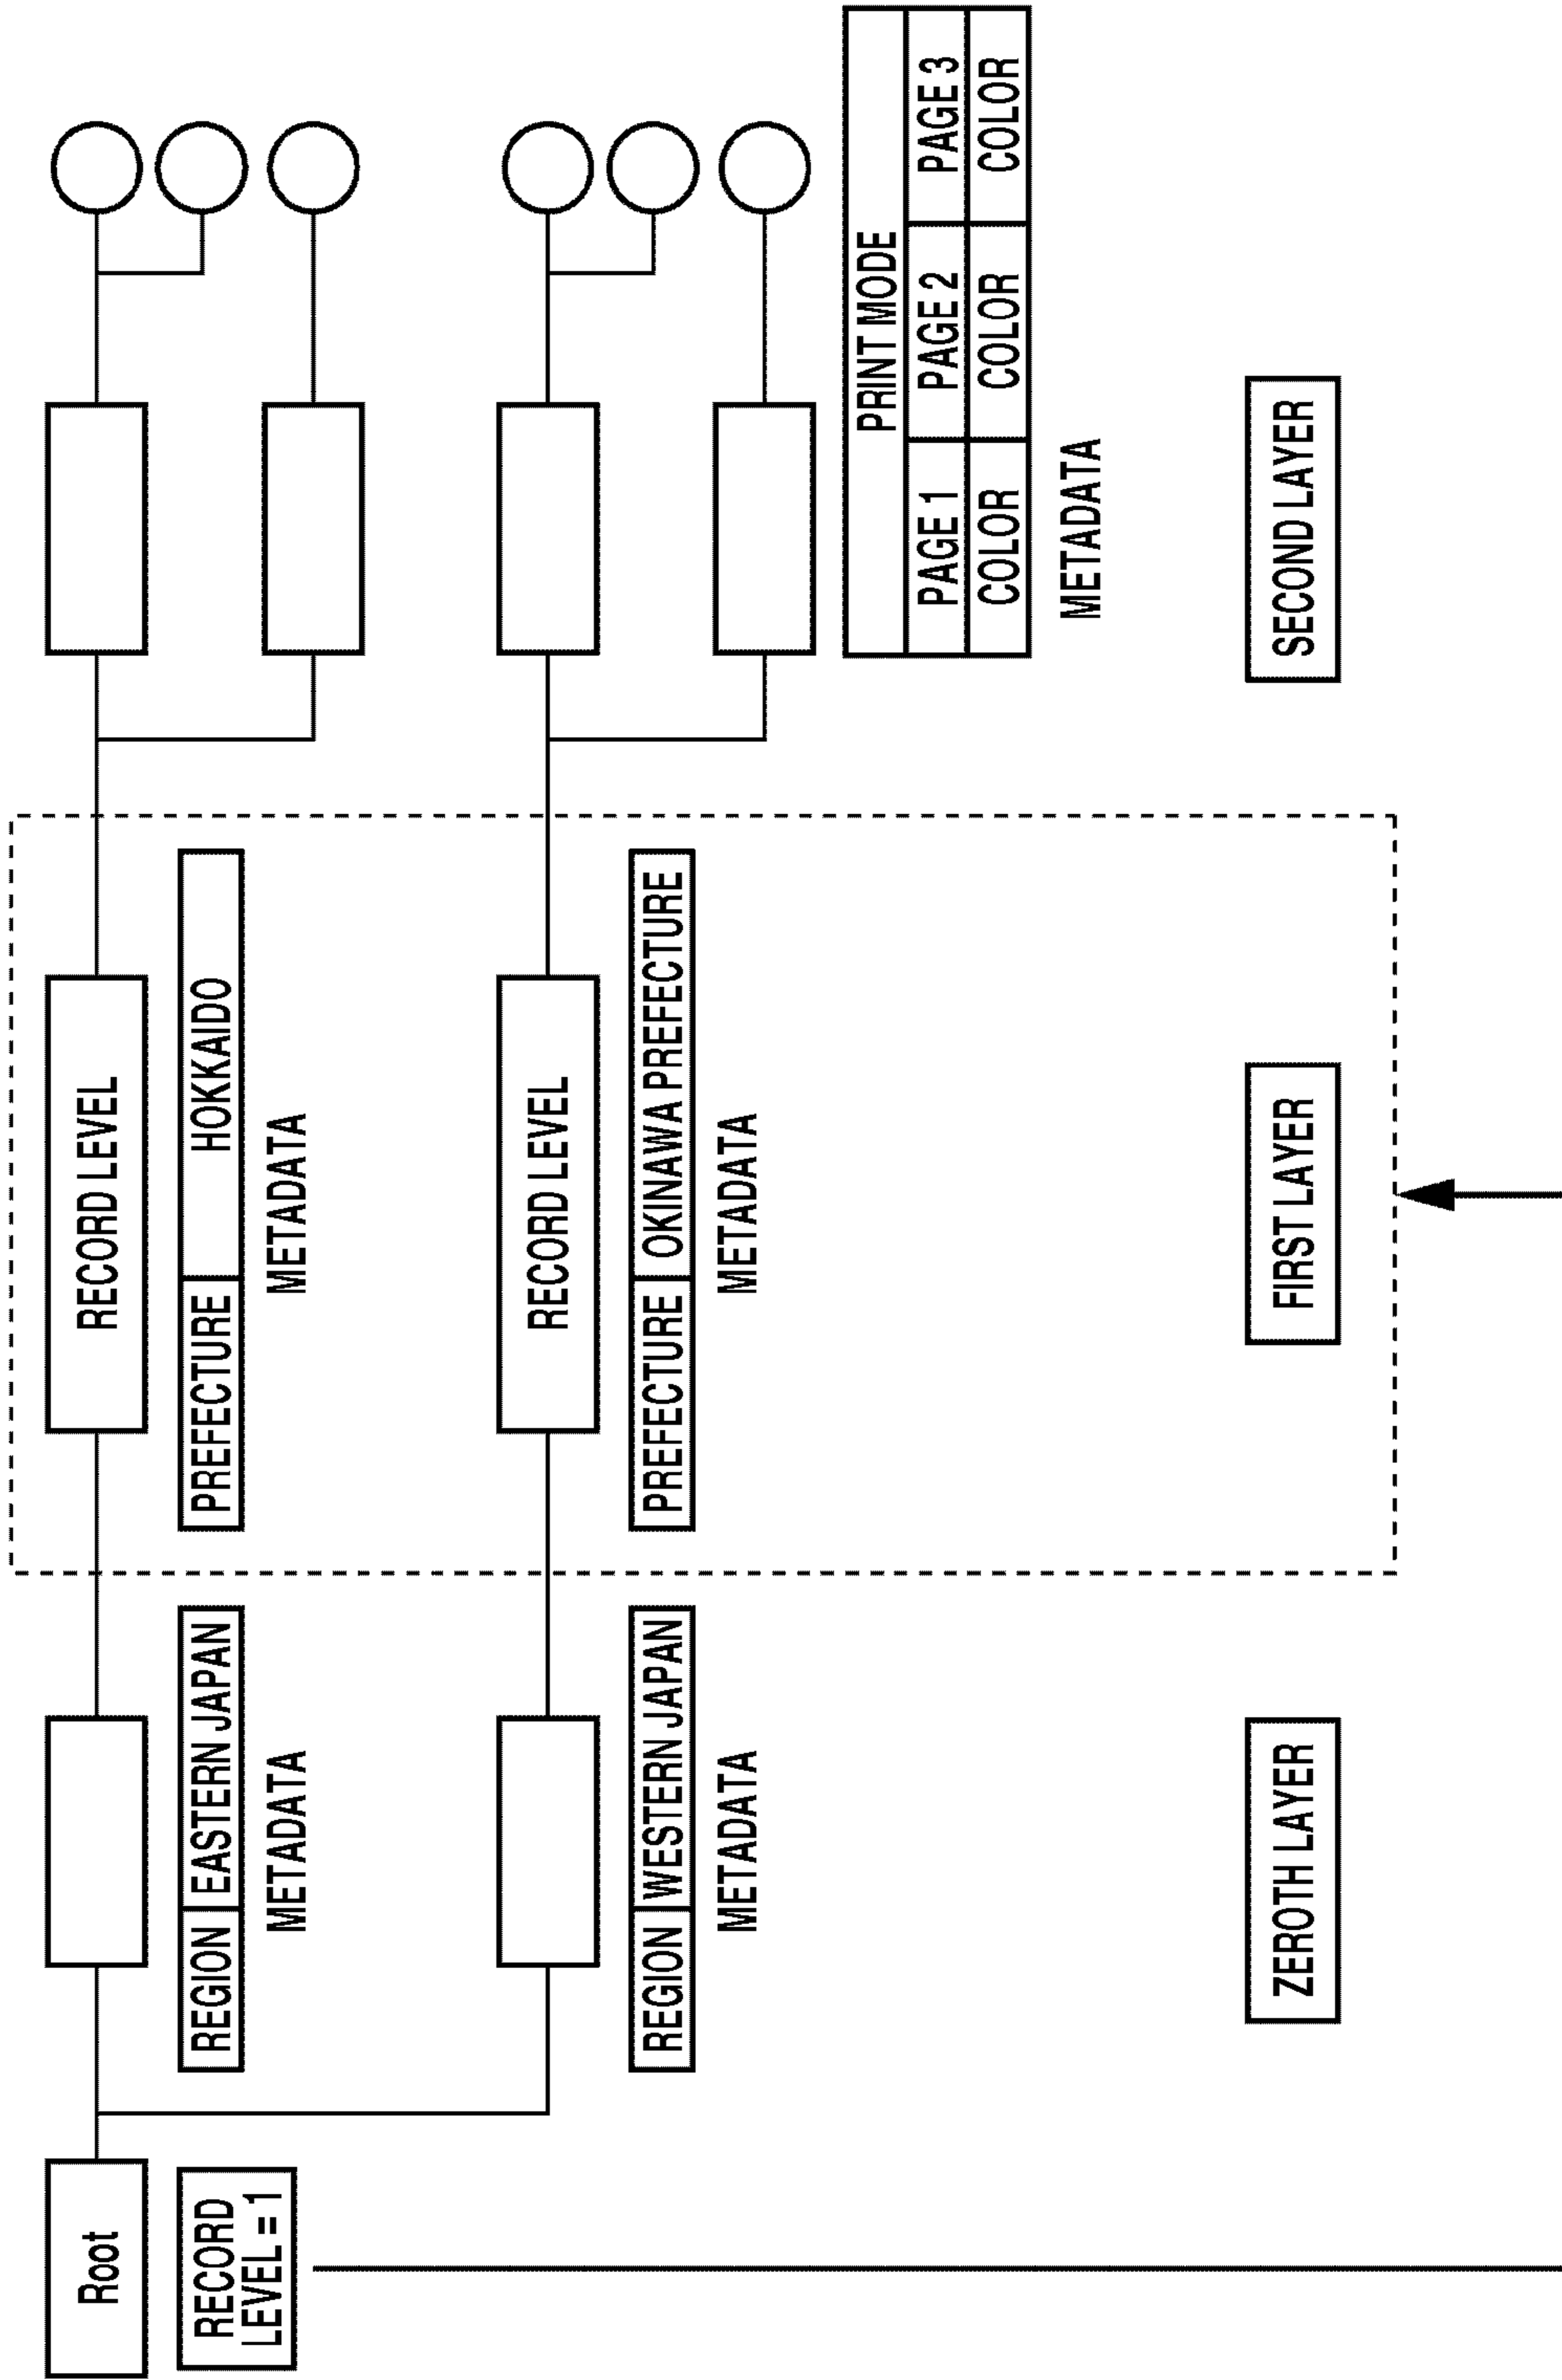 Root
RECORD
LEVEL = 1
REGION EASTERN JAPAN
METADATA
RECORD LEVEL
PREFECTURE HOKKAIDO
METADATA
REGION WESTERN JAPAN
METADATA
RECORD LEVEL
PREFECTURE OKINAWA PREFECTURE
METADATA
PRINT MODE
PAGE 1 PAGE 2 PAGE 3
COLOR COLOR COLOR
METADATA
ZEROTH LAYER
FIRST LAYER
SECOND LAYER